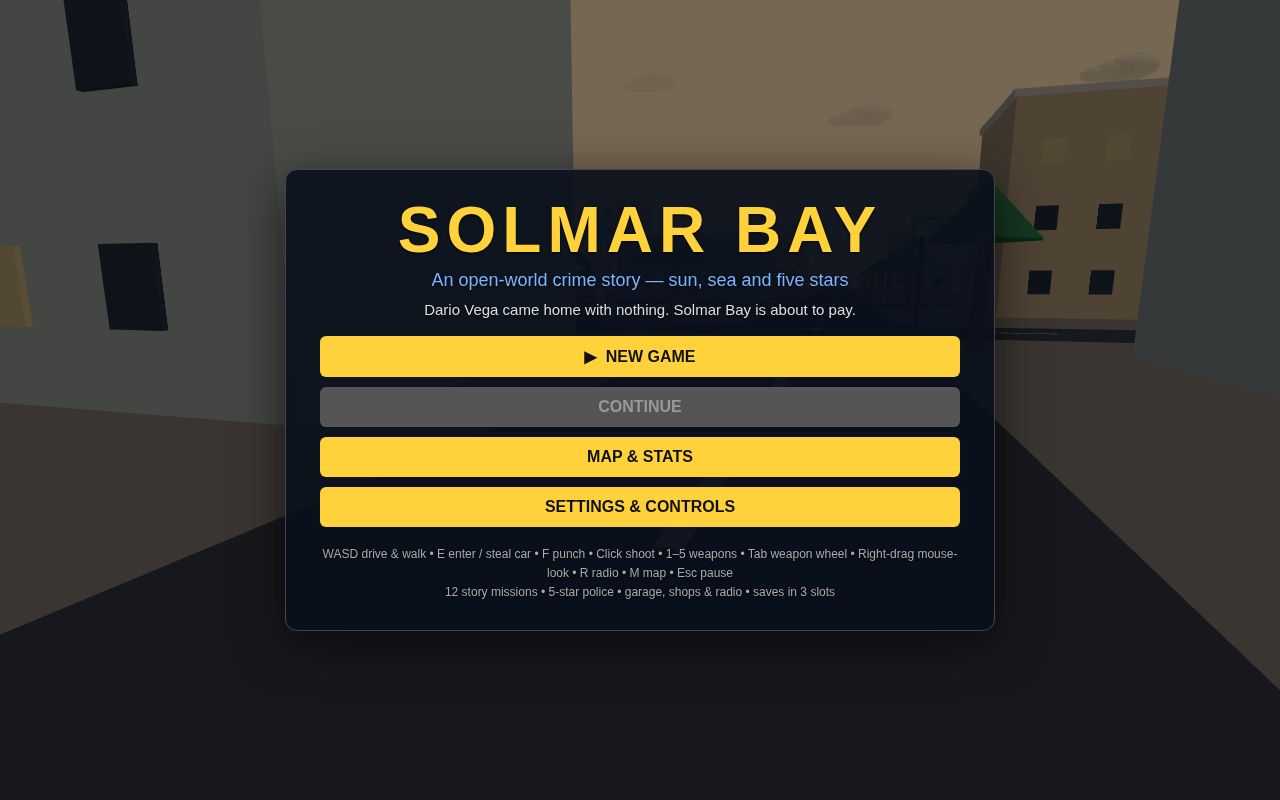 SOLMAR BAY
An open-world crime story — sun, sea and five stars
Dario Vega came home with nothing. Solmar Bay is about to pay.
▶ NEW GAME
CONTINUE
MAP & STATS
SETTINGS & CONTROLS
WASD drive & walk • E enter / steal car • F punch • Click shoot • 1–5 weapons • Tab weapon wheel • Right-drag mouse-
look • R radio • M map • Esc pause
12 story missions • 5-star police • garage, shops & radio • saves in 3 slots